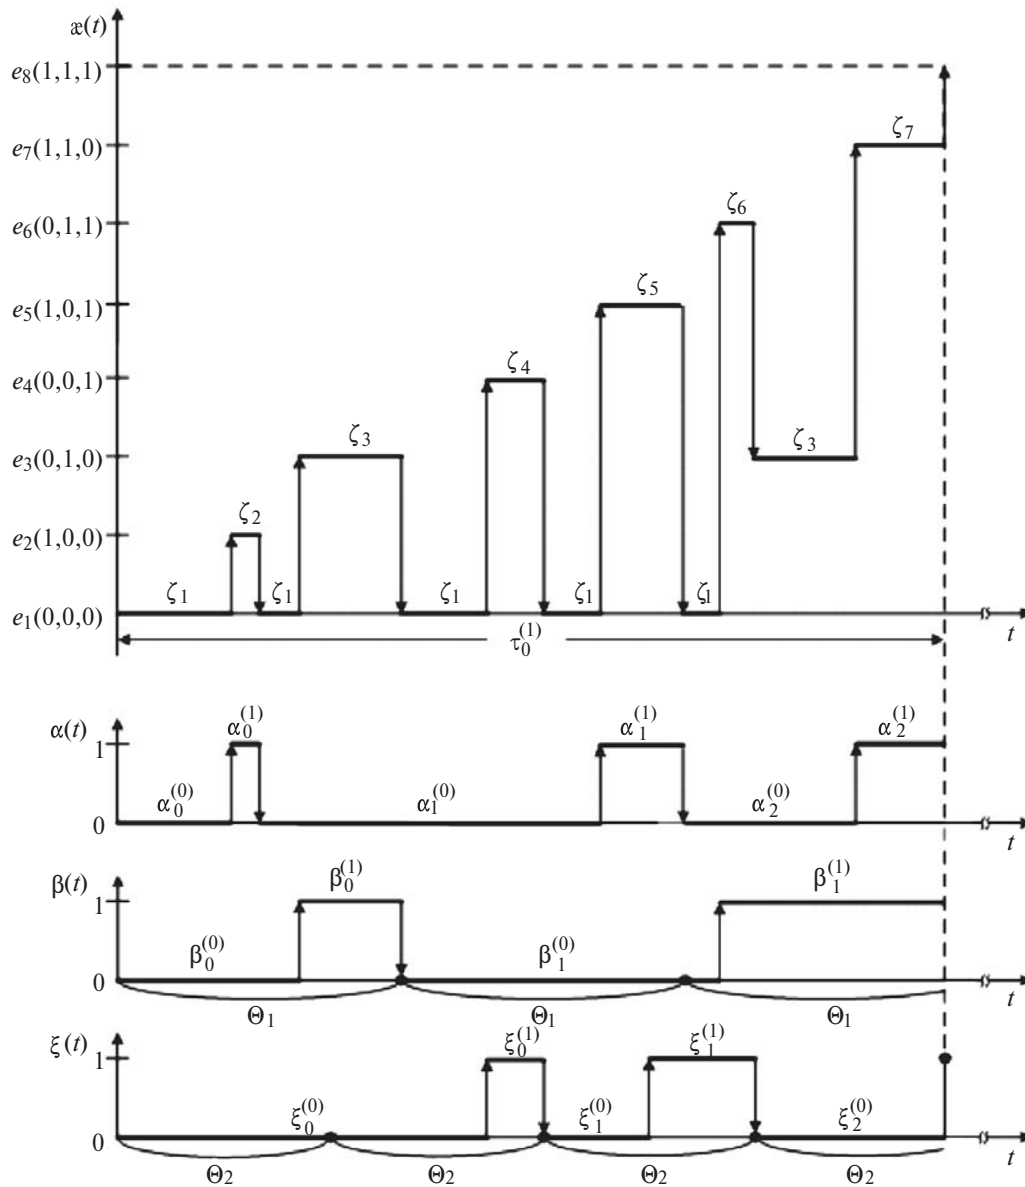 æ(t)
e₈(1,1,1)
ζ₇
e₇(1,1,0)
ζ₆
e₆(0,1,1)
ζ₅
e₅(1,0,1)
ζ₄
e₄(0,0,1)
ζ₃ ζ₃
e₃(0,1,0)
ζ₂
e₂(1,0,0)
ζ₁ ζ₁ ζ₁ ζ₁ ζ₁
e₁(0,0,0)
τ₀⁽¹⁾ t
α(t) α₀⁽¹⁾ α₁⁽¹⁾ α₂⁽¹⁾
1
α₀⁽⁰⁾ α₁⁽⁰⁾ α₂⁽⁰⁾
0
t
β(t) β₀⁽¹⁾ β₁⁽¹⁾
1
β₀⁽⁰⁾ β₁⁽⁰⁾
0
Θ₁ Θ₁ Θ₁ t
ξ(t) ξ₀⁽¹⁾ ξ₁⁽¹⁾
1
ξ₀⁽⁰⁾ ξ₁⁽⁰⁾ ξ₂⁽⁰⁾
0
Θ₂ Θ₂ Θ₂ Θ₂ t